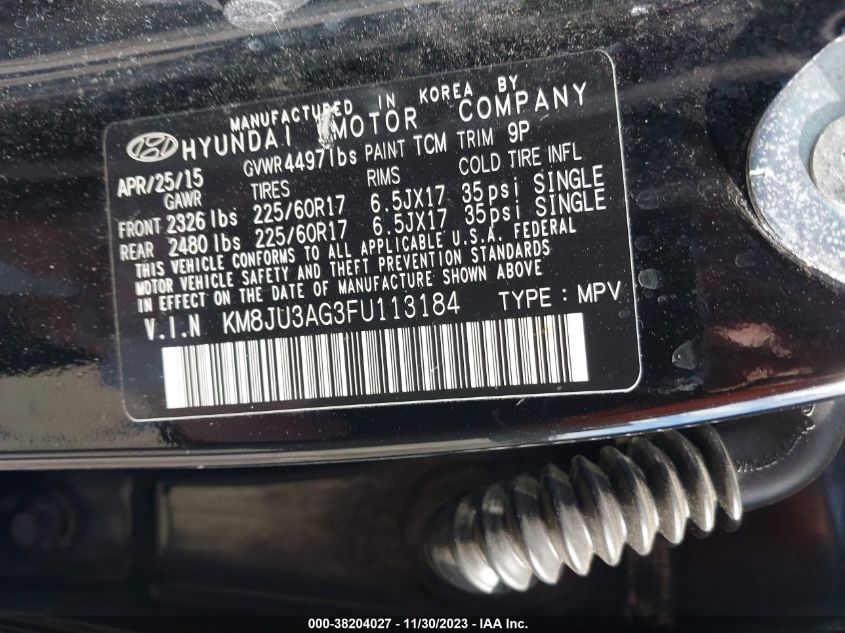 MANUFACTURED IN KOREA BY
HYUNDAI MOTOR COMPANY
APR/25/15 GVWR 4497lbs PAINT TCM TRIM 9P
GAWR TIRES RIMS COLD TIRE INFL
FRONT 2326lbs 225/60R17 6.5JX17 35psi SINGLE
REAR 2480lbs 225/60R17 6.5JX17 35psi SINGLE
THIS VEHICLE CONFORMS TO ALL APPLICABLE U.S.A. FEDERAL
MOTOR VEHICLE SAFETY AND THEFT PREVENTION STANDARDS
IN EFFECT ON THE DATE OF MANUFACTURE SHOWN ABOVE
V.I.N KM8JU3AG3FU113184 TYPE : MPV
000-38204027 - 11/30/2023 - IEA Inc.